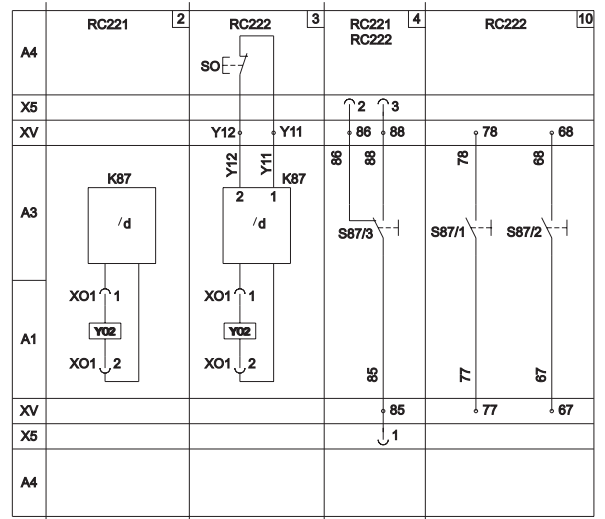 RC221 2 RC222 3 RC221 4 RC222 10
RC222
A4
SO
X5 2 3
XV Y12 Y11 86 88 78 68
86 88 78 68
Y12 Y11
K87 K87
2 1
A3 /d /d
S87/3 S87/1 S87/2
XO1 1 XO1 1
A1 Y02 Y02
XO1 2 XO1 2
85 77 67
XV 85 77 67
X5 1
A4